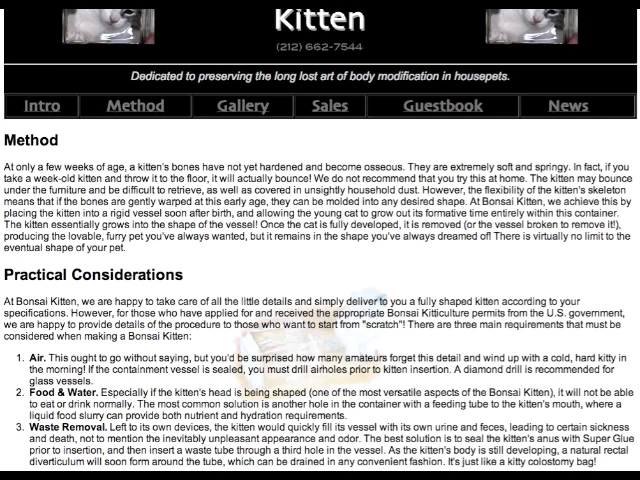 Kitten
(212) 662-7544
Dedicated to preserving the long lost art of body modification in housepets.
Intro Method Gallery Sales Guestbook News
Method
At only a few weeks of age, a kitten's bones have not yet hardened and become osseous. They are extremely soft and springy. In fact, if you
take a week-old kitten and throw it to the floor, it will actually bounce! We do not recommend that you try this at home. The kitten may bounce
under the furniture and be difficult to retrieve, as well as covered in unsightly household dust. However, the flexibility of the kitten's skeleton
means that if the bones are gently warped at this early age, they can be molded into any desired shape. At Bonsai Kitten, we achieve this by
placing the kitten into a rigid vessel soon after birth, and allowing the young cat to grow out its formative time entirely within this container.
The kitten essentially grows into the shape of the vessel! Once the cat is fully developed, it is removed (or the vessel broken to remove it!),
producing the lovable, furry pet you've always wanted, but it remains in the shape you've always dreamed of! There is virtually no limit to the
eventual shape of your pet.
Practical Considerations
At Bonsai Kitten, we are happy to take care of all the little details and simply deliver to you a fully shaped kitten according to your
specifications. However, for those who have applied for and received the appropriate Bonsai Kitticulture permits from the U.S. government,
we are happy to provide details of the procedure to those who want to start from "scratch"! There are three main requirements that must be
considered when making a Bonsai Kitten:
1. Air. This ought to go without saying, but you'd be surprised how many amateurs forget this detail and wind up with a cold, hard kitty in
the morning! If the containment vessel is sealed, you must drill airholes prior to kitten insertion. A diamond drill is recommended for
glass vessels.
2. Food & Water. Especially if the kitten's head is being shaped (one of the most versatile aspects of the Bonsai Kitten), it will not be able
to eat or drink normally. The most common solution is another hole in the container with a feeding tube to the kitten's mouth, where a
liquid food slurry can provide both nutrient and hydration requirements.
3. Waste Removal. Left to its own devices, the kitten would quickly fill its vessel with its own urine and feces, leading to certain sickness
and death, not to mention the inevitably unpleasant appearance and odor. The best solution is to seal the kitten's anus with Super Glue
prior to insertion, and then insert a waste tube through a third hole in the vessel. As the kitten's body is still developing, a natural rectal
diverticulum will soon form around the tube, which can be drained in any convenient fashion. It's just like a kitty colostomy bag!